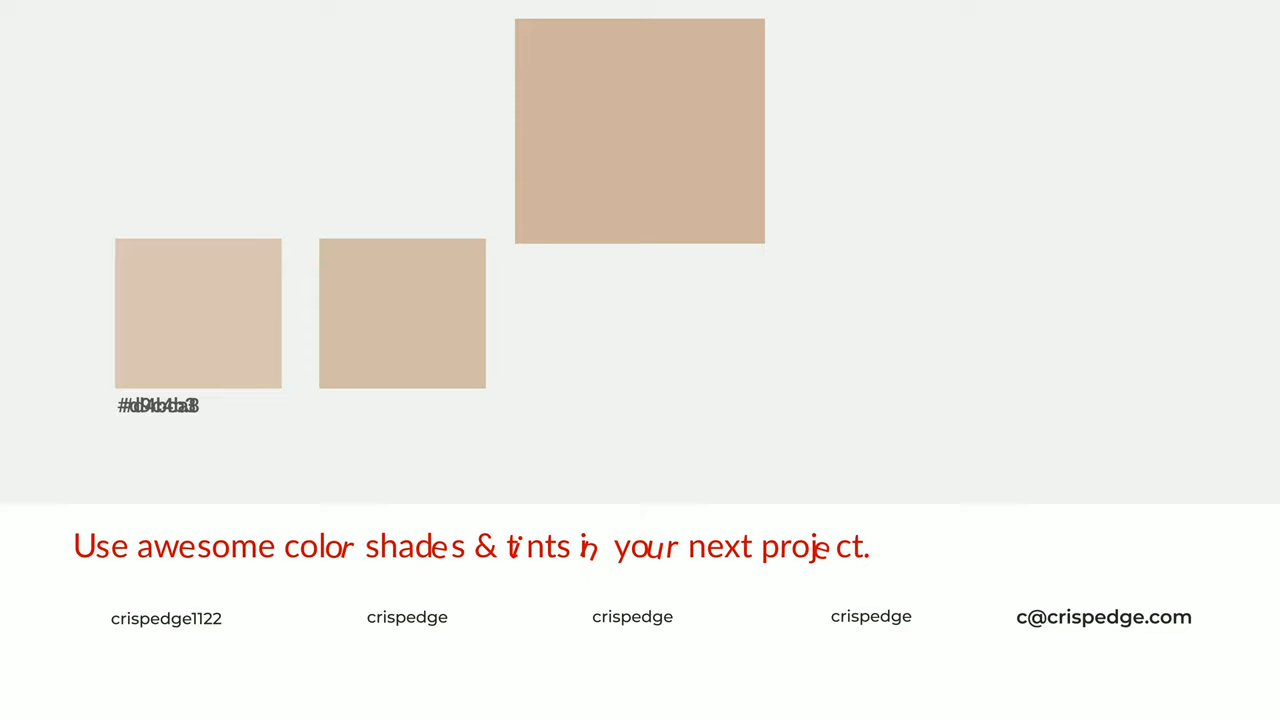 Use awesome color shades & tints in your next project.
crispedge1122 crispedge crispedge crispedge c@crispedge.com